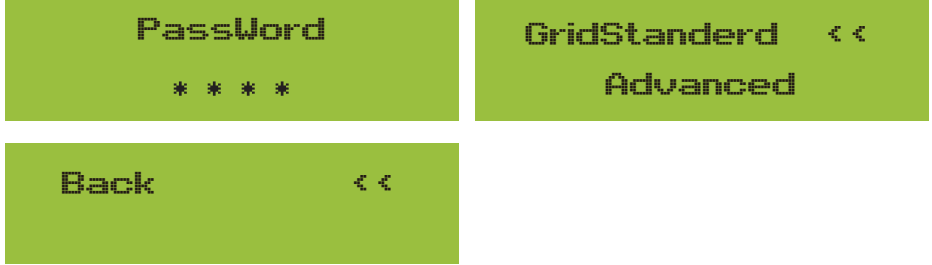 PassWord
* * * *
GridStanderd <<
Advanced
Back <<